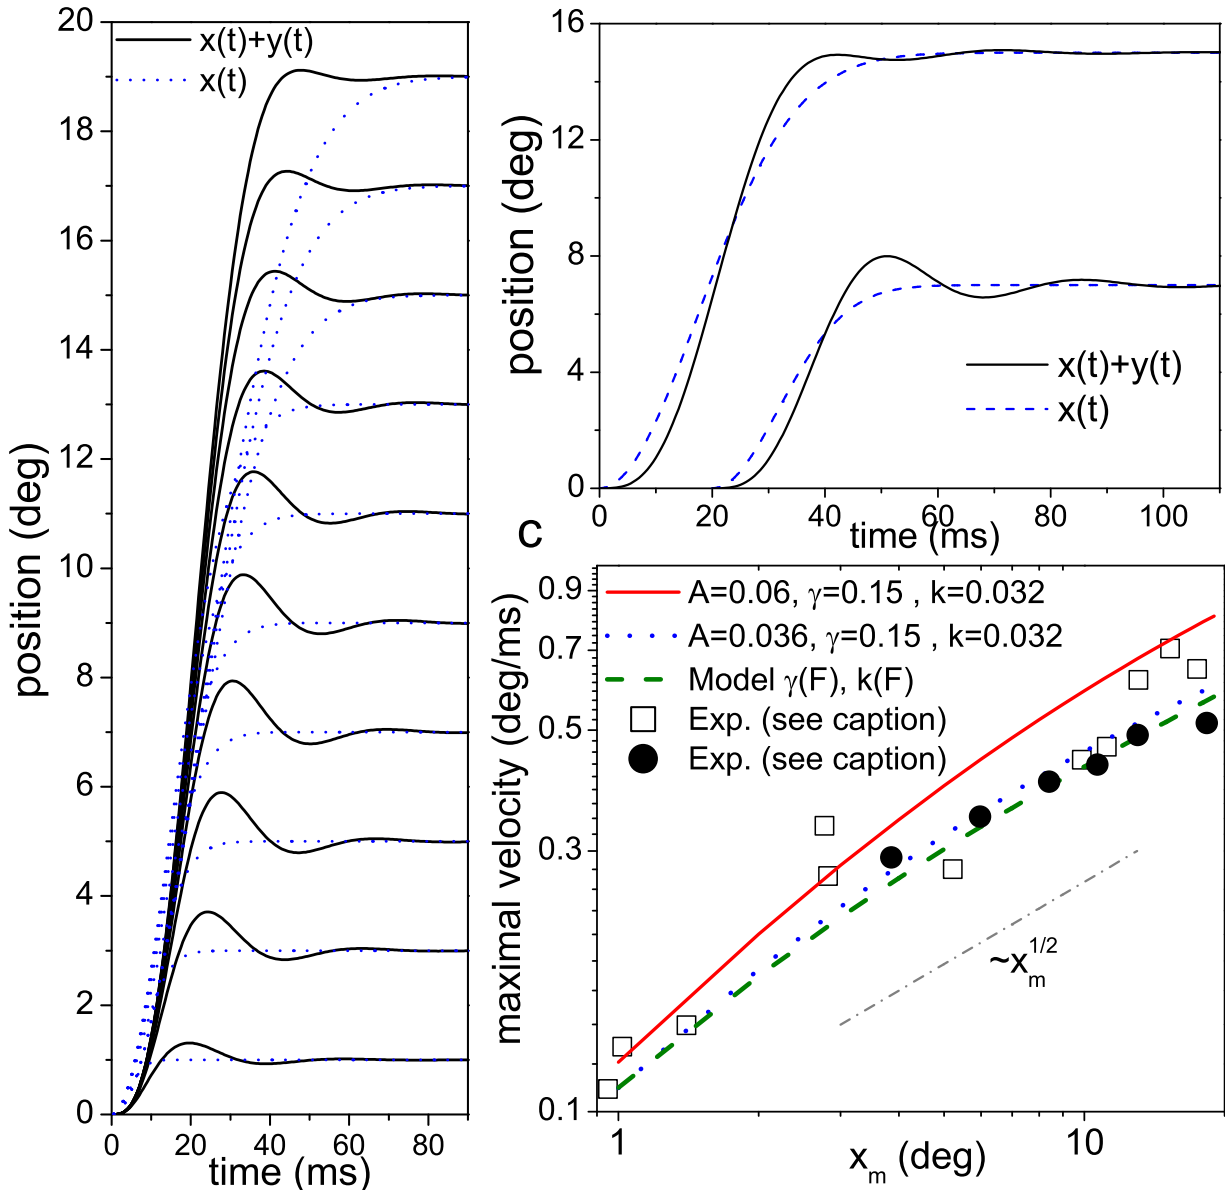 x(t)+y(t)
x(t)
position (deg)
20
18
16
14
12
10
8
6
4
2
0
0 20 40 60 80
time (ms)
position (deg)
16
12
8
4
0
x(t)+y(t)
x(t)
0 20 40 60 80 100
time (ms)
c
maximal velocity (deg/ms)
0.9
0.7
0.5
0.3
0.1
A=0.06, γ=0.15 , k=0.032
A=0.036, γ=0.15 , k=0.032
Model γ(F), k(F)
Exp. (see caption)
Exp. (see caption)
~x_m^1/2
1 10
x_m (deg)